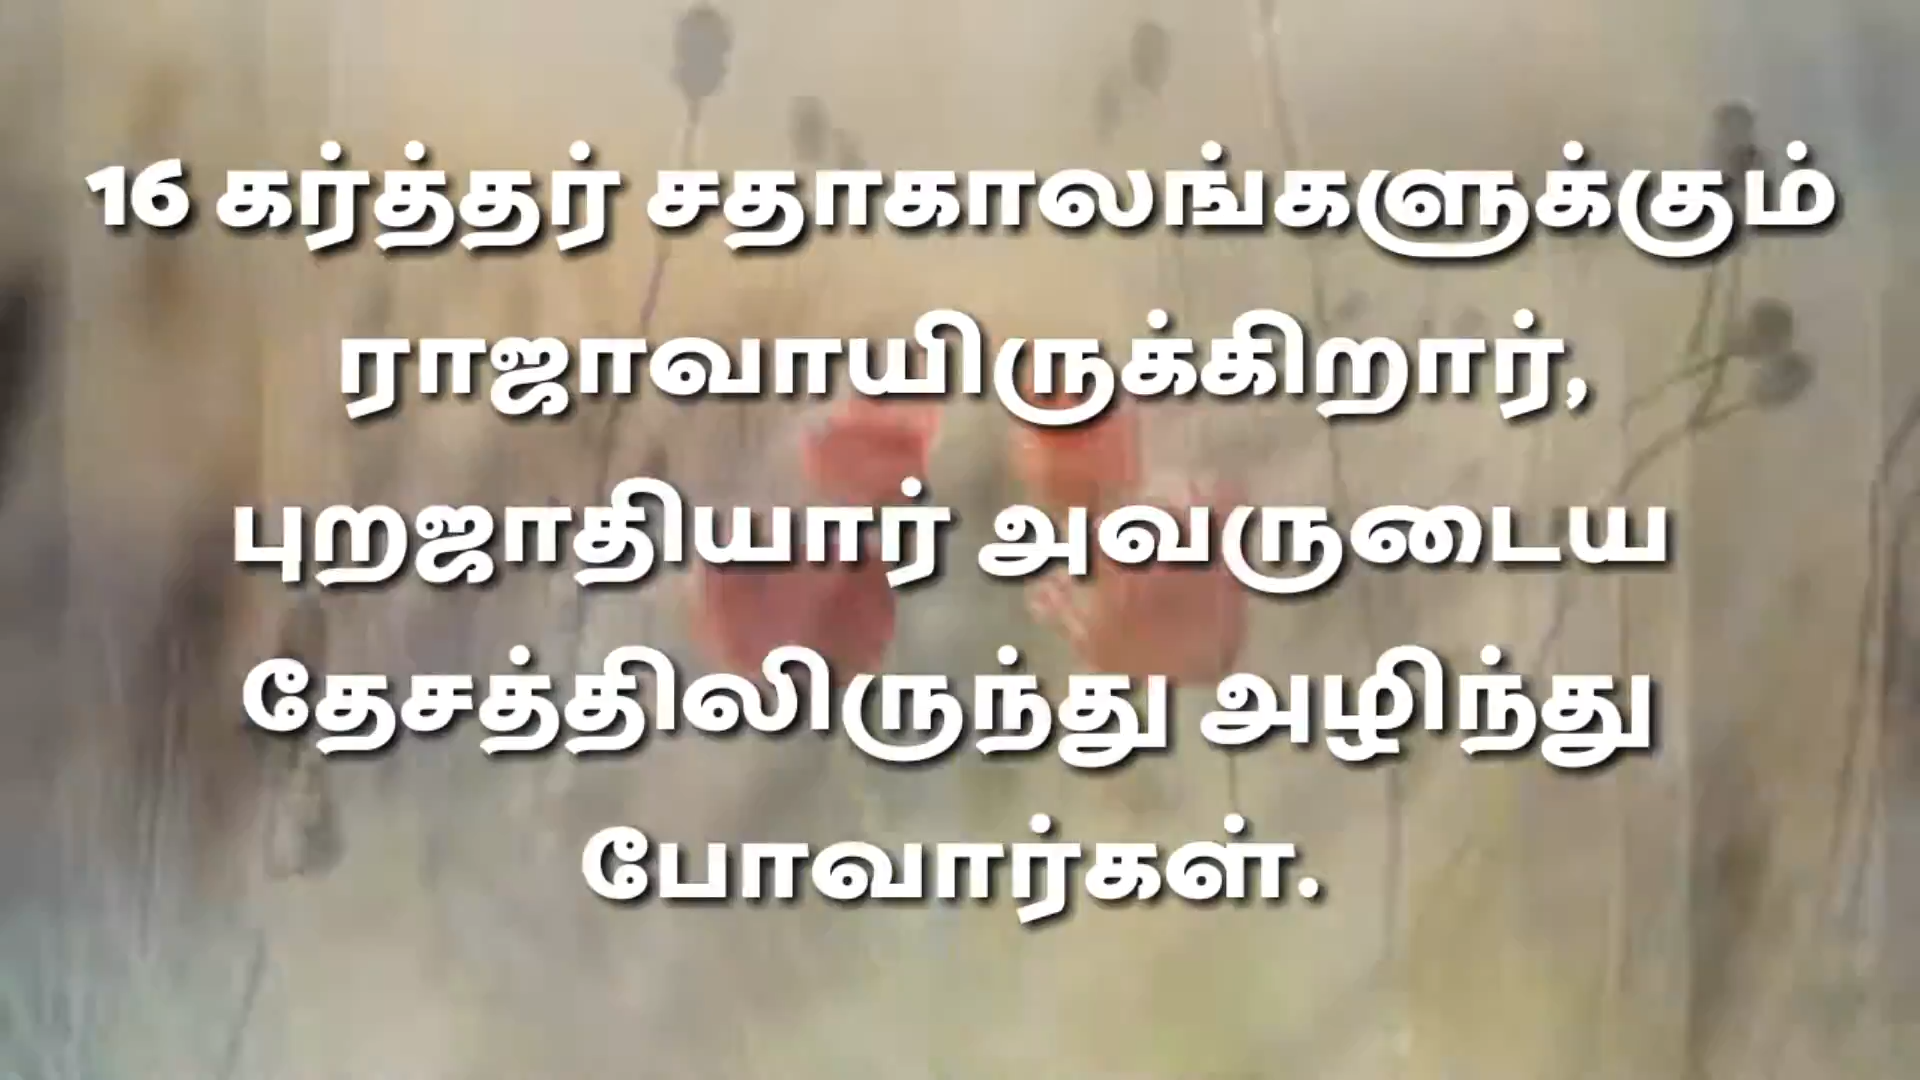 16 கர்த்தர் சதாகாலங்களுக்கும்
ராஜாவாயிருக்கிறார்,
புறஜாதியார் அவருடைய
தேசத்திலிருந்து அழிந்து
போவார்கள்.